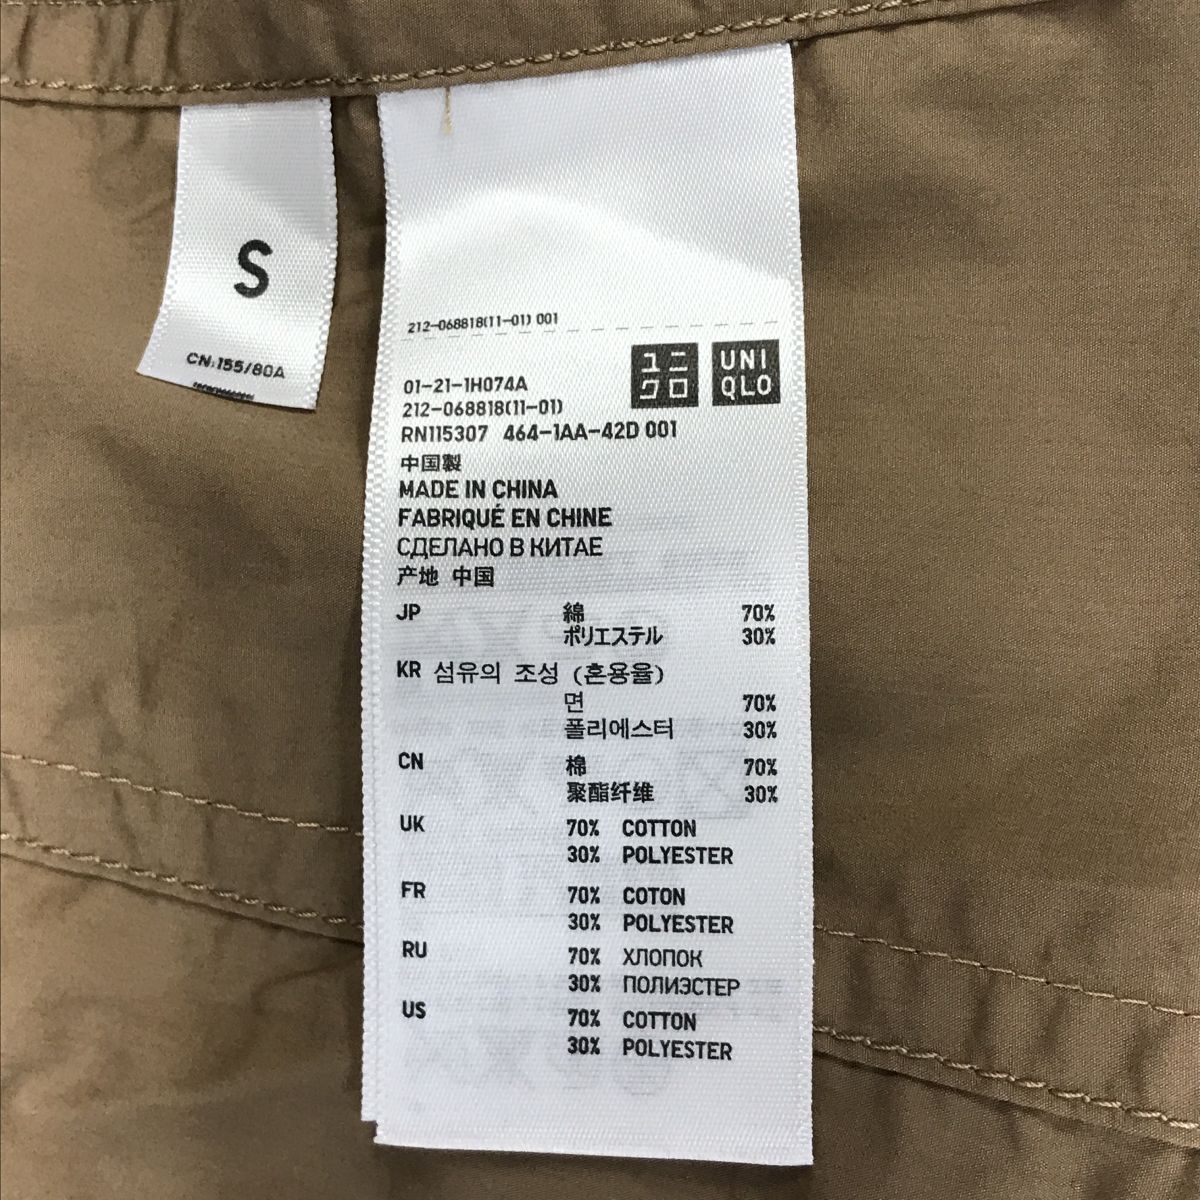 S
CN:155/80A
212-068818(11-01) 001
ユニ
クロ
UNI
QLO
01-21-1H074A
212-068818(11-01)
RN115307 464-1AA-42D 001
中国製
MADE IN CHINA
FABRIQUÉ EN CHINE
СДЕЛАНО В КИТАЕ
产地 中国
JP 綿 70%
ポリエステル 30%
KR 섬유의 조성 (혼용율)
면 70%
폴리에스터 30%
CN 棉 70%
聚酯纤维 30%
UK 70% COTTON
30% POLYESTER
FR 70% COTON
30% POLYESTER
RU 70% ХЛОПОК
30% ПОЛИЭСТЕР
US 70% COTTON
30% POLYESTER